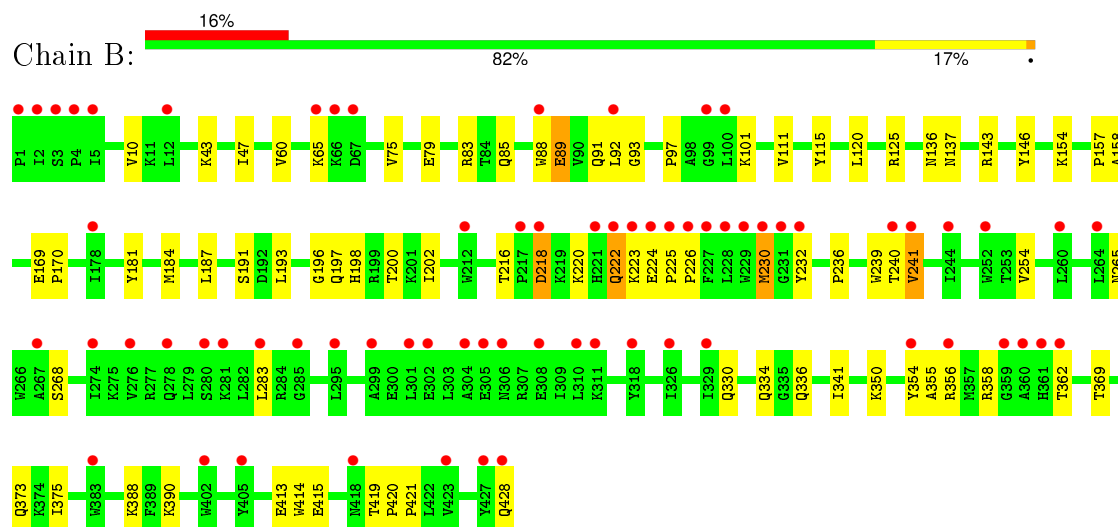 16%
Chain B:
82% 17% •
P1 I2 S3 P4 I5 V10 K11 L12 K43 I47 V60 K65 K66 D67 V75 E79 R83 T84 Q85 W88 E89 V90 Q91 L92 G93 P97 A98 G99 L100 K101 V111 Y115 L120 R125 N136 N137 R143 Y146 K154 P157 A158
E169 P170 I178 Y181 M184 L187 S191 D192 L193 G196 Q197 H198 R199 T200 K201 I202 W212 T216 P217 D218 K219 K220 H221 Q222 K223 E224 P225 P226 F227 L228 W229 M230 G231 Y232 P236 W239 T240 V241 I244 W252 T253 V254 L260 L264 N265
W266 A267 S268 I274 K275 V276 R277 Q278 L279 S280 K281 L282 L283 R284 G285 L295 A299 E300 L301 E302 L303 A304 E305 N306 R307 E308 I309 L310 K311 Y318 I326 I329 Q330 Q334 G335 Q336 I341 K350 Y354 A355 R356 M357 R358 G359 A360 H361 T362 T369
Q373 K374 I375 W383 K388 F389 K390 W402 Y405 E413 W414 E415 N418 T419 P420 P421 L422 V423 Y427 Q428